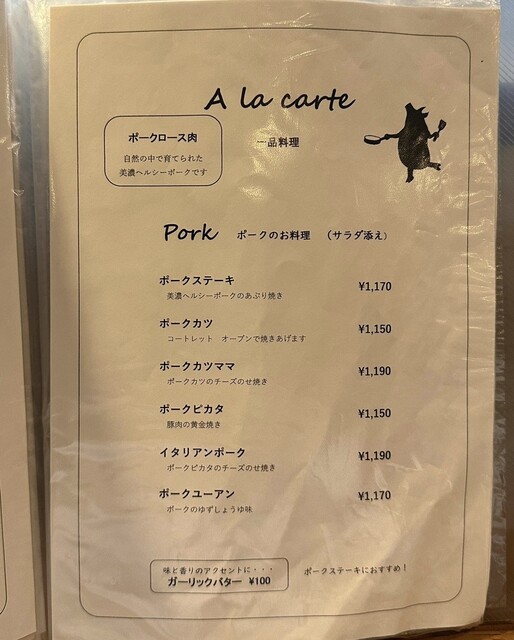 A la carte
ポークロース肉
自然の中で育てられた
美濃ヘルシーポークです
一品料理
Pork ポークのお料理 (サラダ添え)
ポークステーキ ¥1,170
美濃ヘルシーポークのあぶり焼き
ポークカツ ¥1,150
コートレット オーブンで焼きあげます
ポークカツママ ¥1,190
ポークカツのチーズのせ焼き
ポークピカタ ¥1,150
豚肉の黄金焼き
イタリアンポーク ¥1,190
ポークピカタのチーズのせ焼き
ポークユーアン ¥1,170
ポークのゆずしょうゆ味
味と香りのアクセントに・・・
ガーリックバター ¥100
ポークステーキにおすすめ！